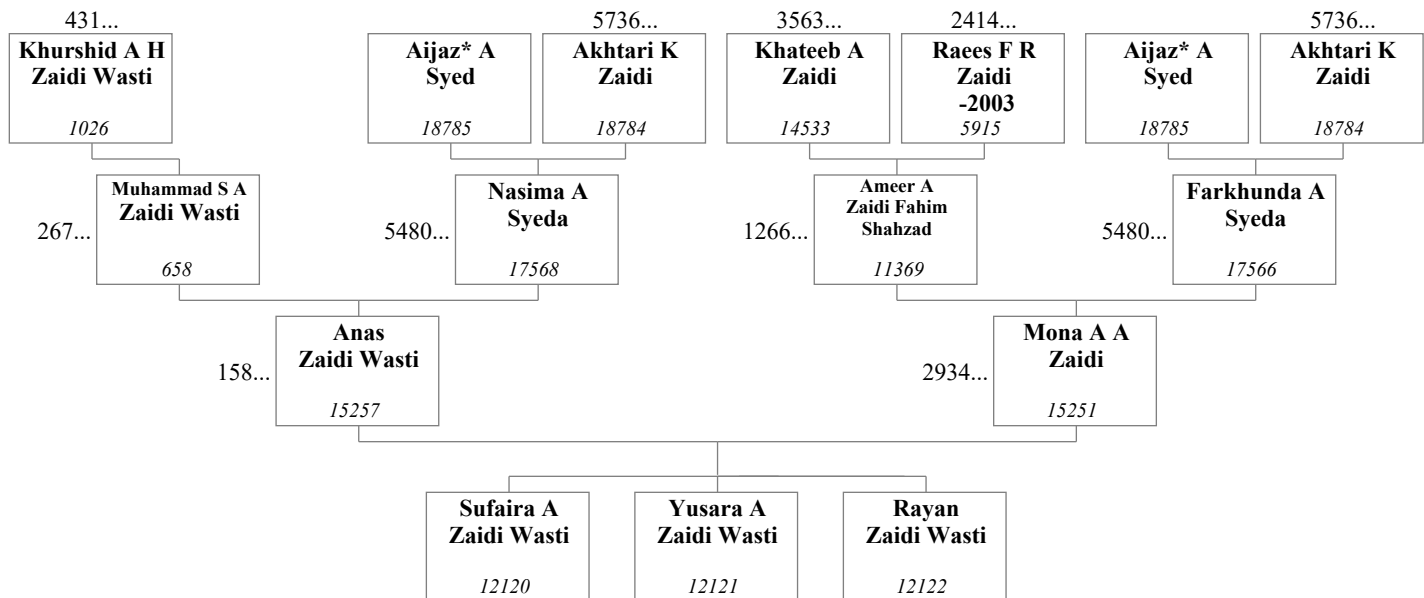 431...
5736...
3563...
2414...
5736...
Khurshid A H
Zaidi Wasti
1026
Aijaz* A
Syed
18785
Akhtari K
Zaidi
18784
Khateeb A
Zaidi
14533
Raees F R
Zaidi
-2003
5915
Aijaz* A
Syed
18785
Akhtari K
Zaidi
18784
267...
Muhammad S A
Zaidi Wasti
658
5480...
Nasima A
Syeda
17568
1266...
Ameer A
Zaidi Fahim
Shahzad
11369
5480...
Farkhunda A
Syeda
17566
158...
Anas
Zaidi Wasti
15257
2934...
Mona A A
Zaidi
15251
Sufaira A
Zaidi Wasti
12120
Yusara A
Zaidi Wasti
12121
Rayan
Zaidi Wasti
12122